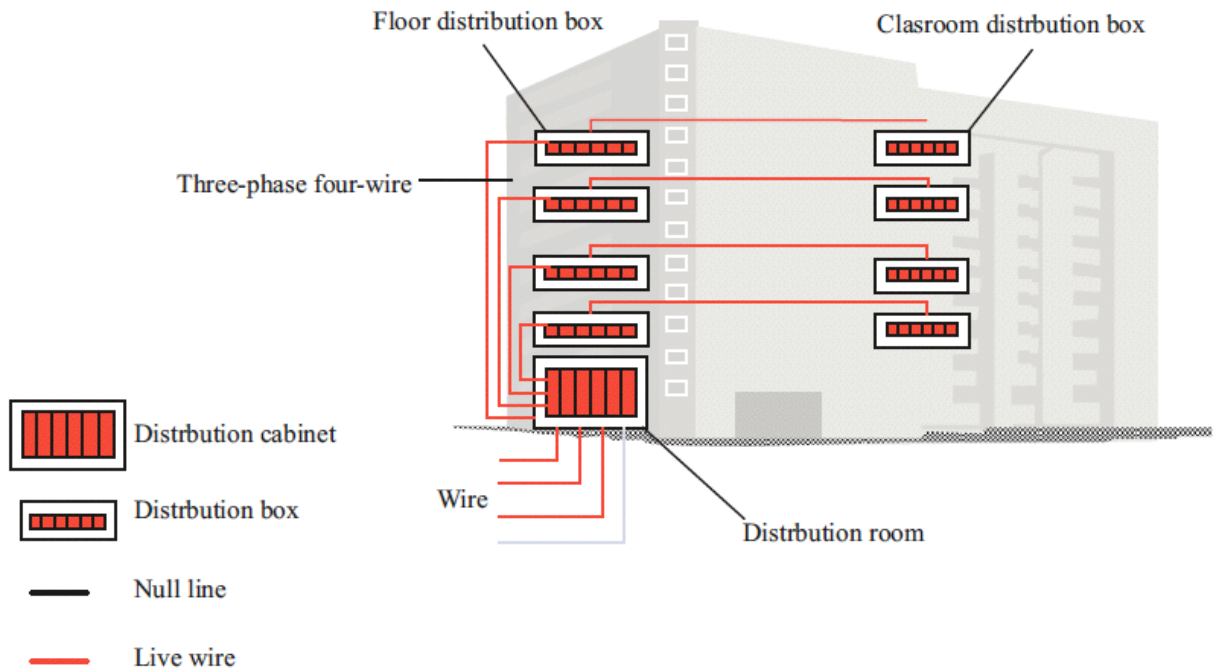 Floor distribution box
Clasroom distrbution box
Three-phase four-wire
Distrbution cabinet
Wire
Distrbution box
Distrbution room
Null line
Live wire